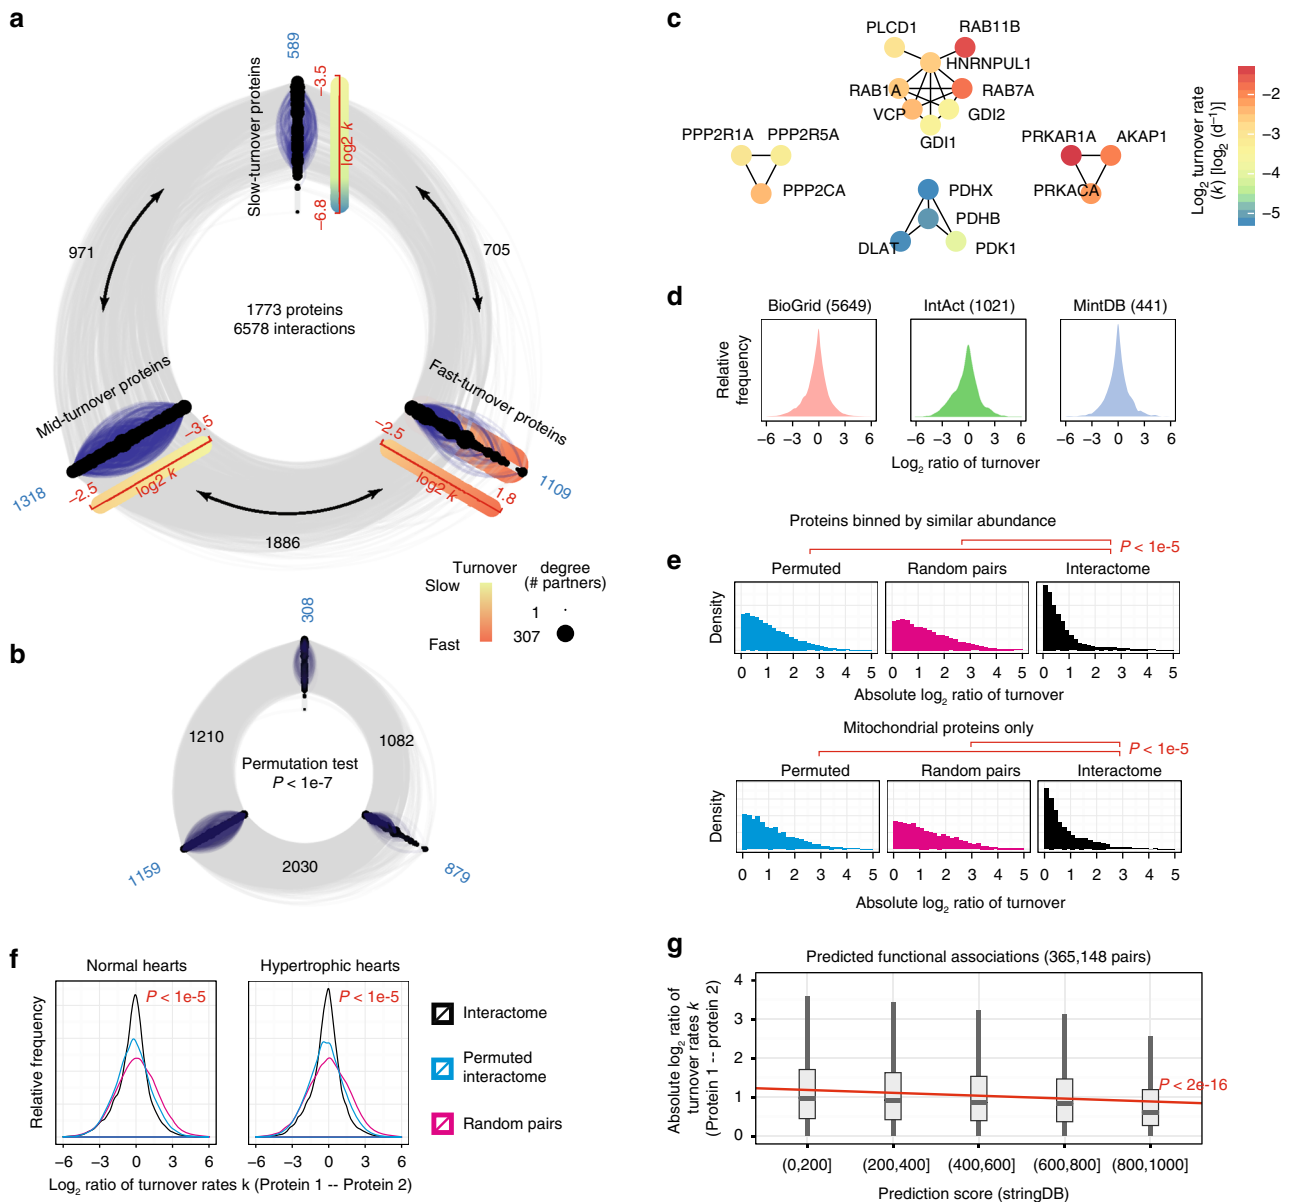 a
589
Slow-turnover proteins
−3.5
log2 k
−6.8
971
705
1773 proteins
6578 interactions
Mid-turnover proteins
−3.5
log2 k
−2.5
1318
Fast-turnover proteins
−2.5
log2 k
1.8
1109
1886
Turnover
Slow
Fast
degree
(# partners)
1
307
b
308
1210
1082
Permutation test
P < 1e-7
2030
1159
879
c
PLCD1
RAB11B
HNRNPUL1
RAB1A
RAB7A
VCP
GDI2
GDI1
PPP2R1A
PPP2R5A
PPP2CA
PRKAR1A
AKAP1
PRKACA
PDHX
PDHB
DLAT
PDK1
Log2 turnover rate
(k) [log2 (d−1)]
−2
−3
−4
−5
d
BioGrid (5649)
IntAct (1021)
MintDB (441)
Relative
frequency
−6 −3 0 3 6
−6 −3 0 3 6
−6 −3 0 3 6
Log2 ratio of turnover
e
Proteins binned by similar abundance
P < 1e-5
Permuted
Random pairs
Interactome
Density
0 1 2 3 4 5
0 1 2 3 4 5
0 1 2 3 4 5
Absolute log2 ratio of turnover
Mitochondrial proteins only
P < 1e-5
Permuted
Random pairs
Interactome
Density
0 1 2 3 4 5
0 1 2 3 4 5
0 1 2 3 4 5
Absolute log2 ratio of turnover
f
Normal hearts
Hypertrophic hearts
P < 1e-5
P < 1e-5
Relative frequency
−6 −3 0 3 6
−6 −3 0 3 6
Log2 ratio of turnover rates k (Protein 1 -- Protein 2)
Interactome
Permuted
interactome
Random pairs
g
Predicted functional associations (365,148 pairs)
Absolute log2 ratio of
turnover rates k
(Protein 1 -- protein 2)
4
3
2
1
0
P < 2e-16
(0,200]
(200,400]
(400,600]
(600,800]
(800,1000]
Prediction score (stringDB)